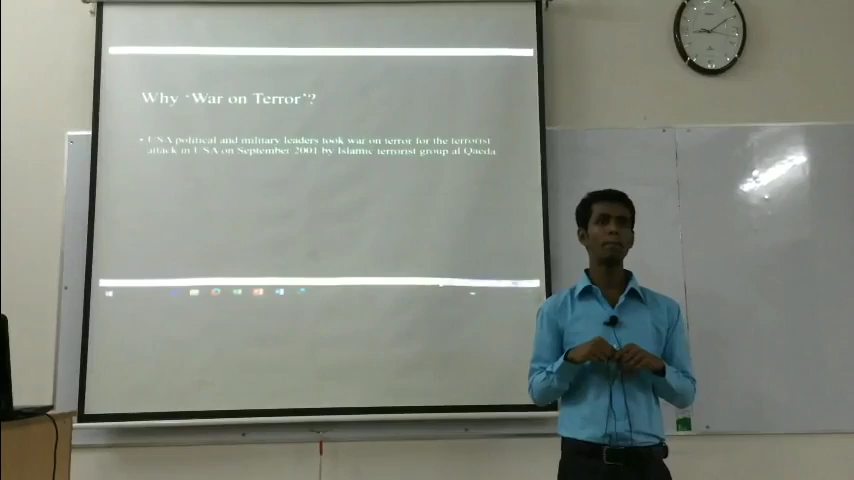 Why "War on Terror"?
• USA political and military leaders took war on terror for the terrorist
attack in USA on September 2001 by Islamic terrorist group al Qaeda